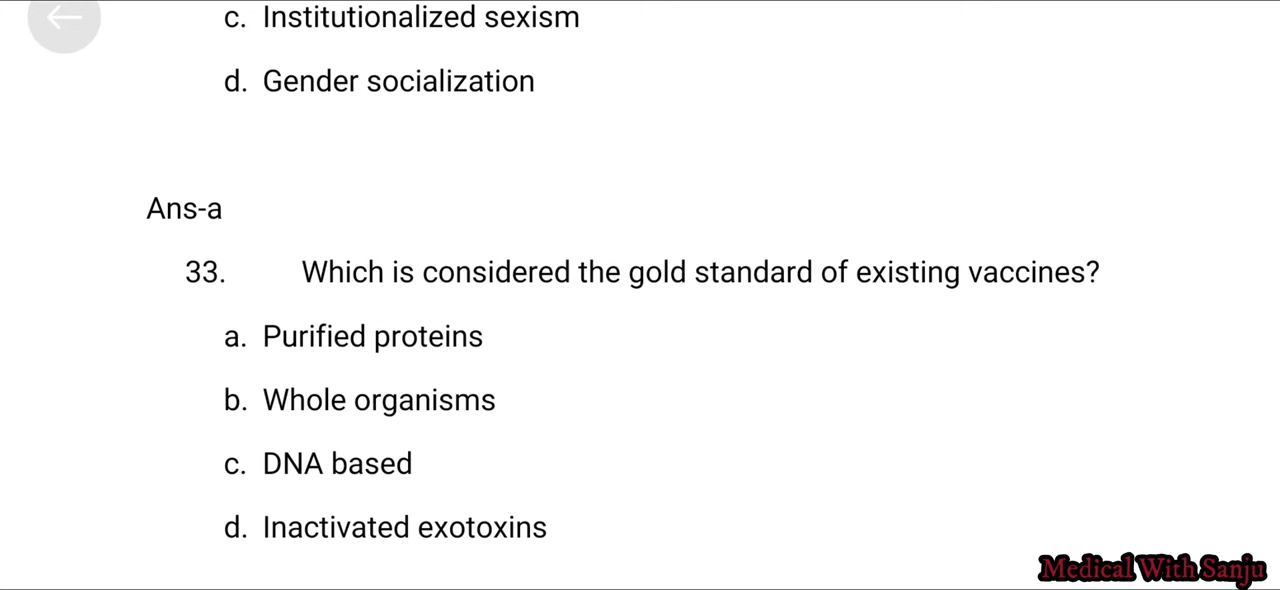 c. Institutionalized sexism
d. Gender socialization
Ans-a
33. Which is considered the gold standard of existing vaccines?
a. Purified proteins
b. Whole organisms
c. DNA based
d. Inactivated exotoxins
Medical With Sanju